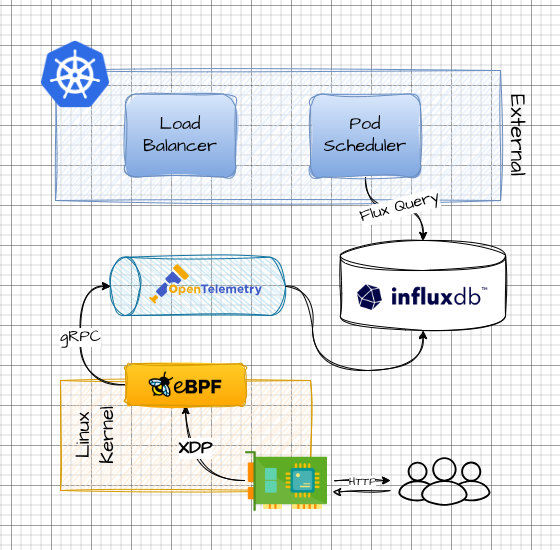 Load
Balancer
Pod
Scheduler
External
Flux Query
OpenTelemetry
influxdb™
gRPC
eBPF
Linux
Kernel
XDP
HTTP